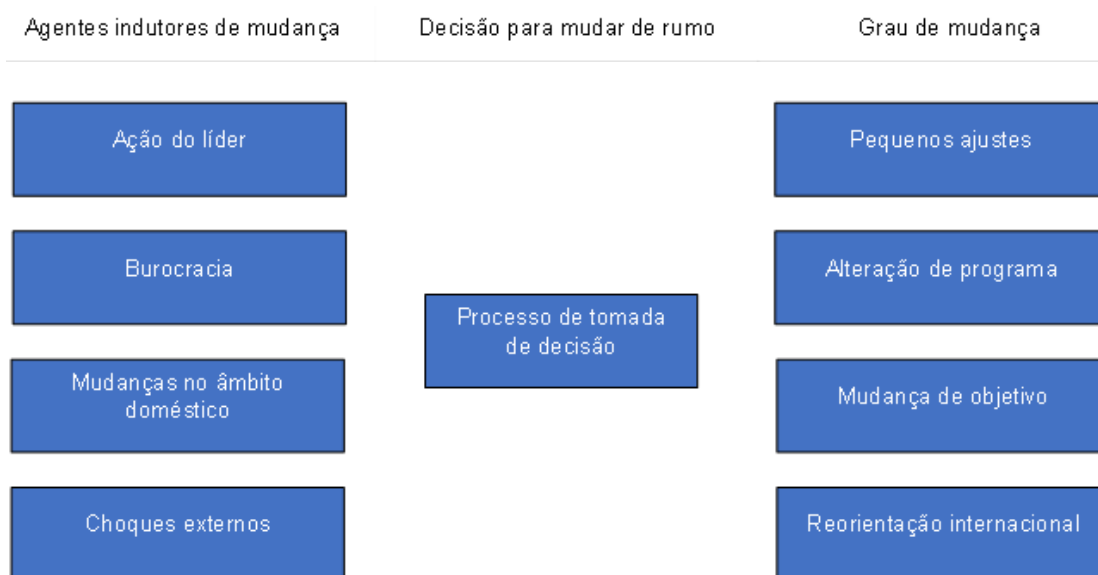 Agentes indutores de mudança
Decisão para mudar de rumo
Grau de mudança
Ação do líder
Burocracia
Mudanças no âmbito
doméstico
Choques externos
Processo de tomada
de decisão
Pequenos ajustes
Alteração de programa
Mudança de objetivo
Reorientação internacional